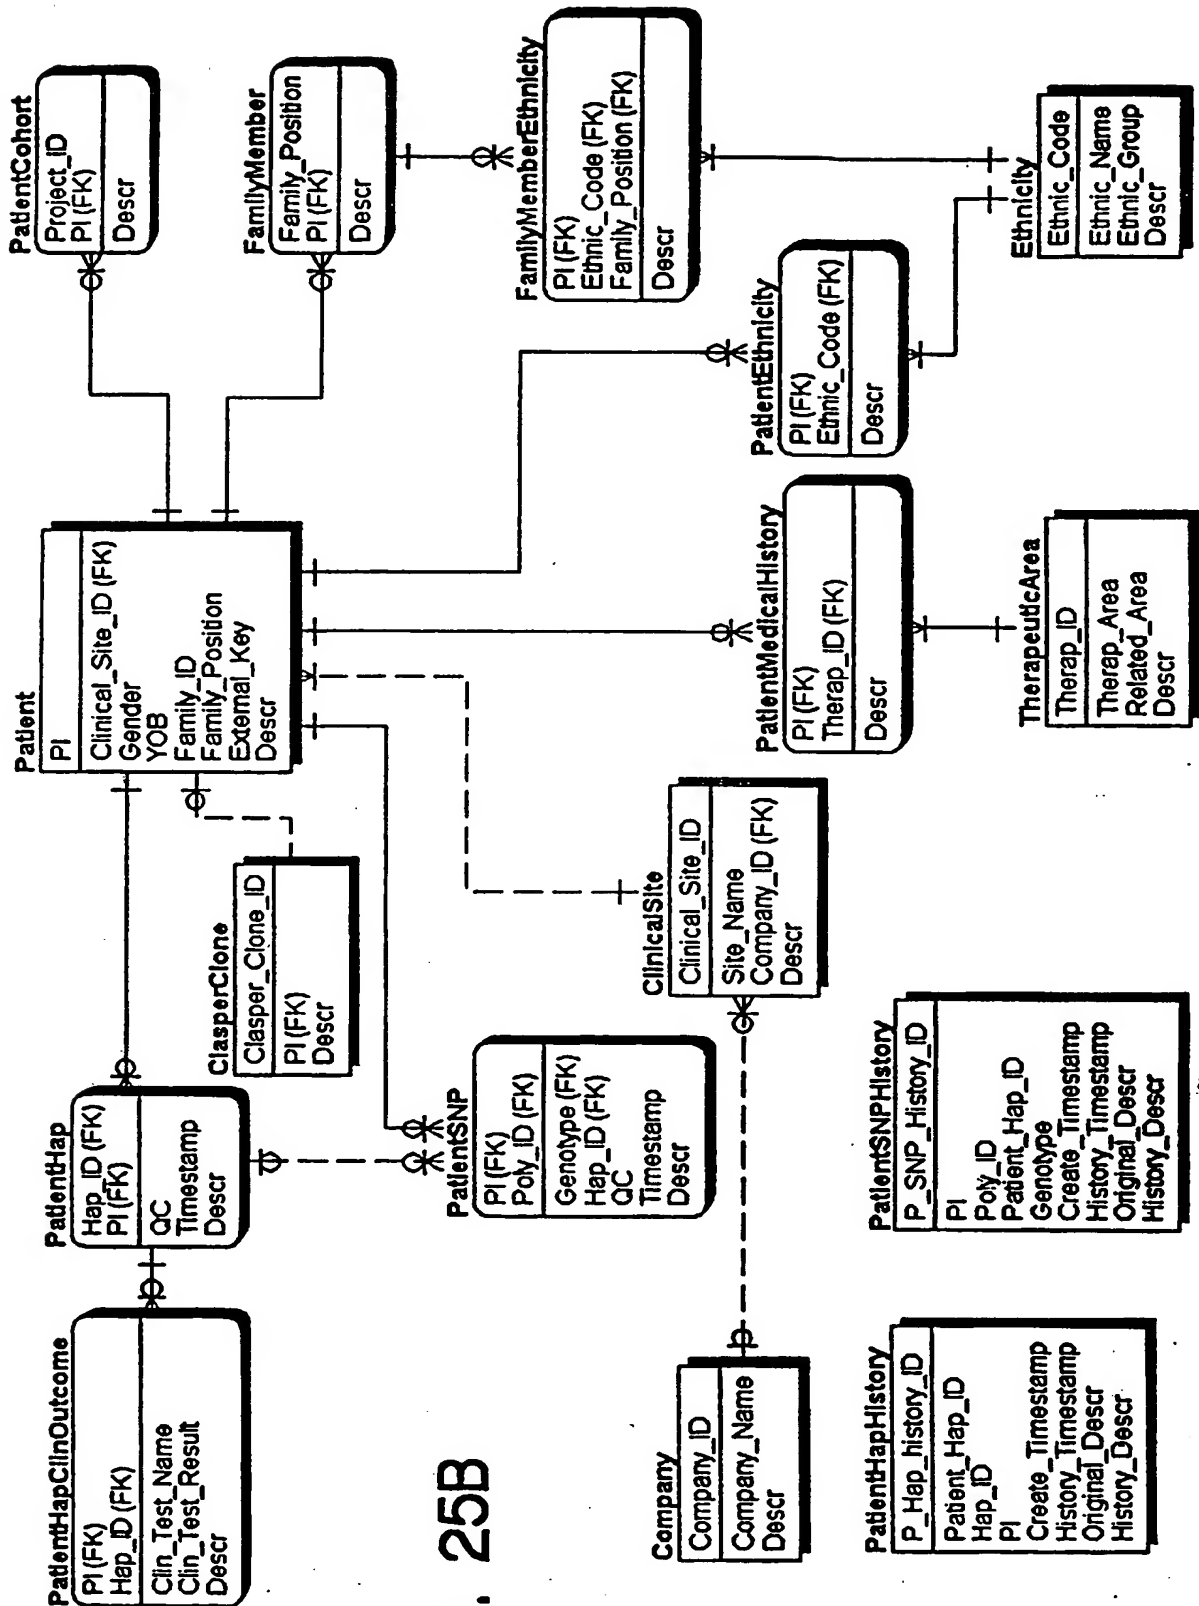 PatientCohort
Project_ID
PI (FK)
Descr
FamilyMember
Family_Position
PI (FK)
Descr
FamilyMemberEthnicity
PI (FK)
Ethnic_Code (FK)
Family_Position (FK)
Descr
Ethnicity
Ethnic_Code
Ethnic_Name
Ethnic_Group
Descr
PatientEthnicity
PI (FK)
Ethnic_Code (FK)
Descr
Patient
PI
Clinical_Site_ID (FK)
Gender
YOB
Family_ID
Family_Position
External_Key
Descr
PatientMedicalHistory
PI (FK)
Therap_ID (FK)
Descr
TherapeuticArea
Therap_ID
Therap_Area
Related_Area
Descr
ClasperClone
Clasper_Clone_ID
PI (FK)
Descr
ClinicalSite
Clinical_Site_ID
Site_Name
Company_ID (FK)
Descr
PatientHap
Hap_ID (FK)
PI (FK)
QC
Timestamp
Descr
PatientSNP
PI (FK)
Poly_ID (FK)
Genotype (FK)
Hap_ID (FK)
QC
Timestamp
Descr
PatientSNPHistory
P_SNP_History_ID
PI
Poly_ID
Patient_Hap_ID
Genotype
Create_Timestamp
History_Timestamp
Original_Descr
History_Descr
PatientHapClinOutcome
PI (FK)
Hap_ID (FK)
Clin_Test_Name
Clin_Test_Result
Descr
Company
Company_ID
Company_Name
Descr
PatientHapHistory
P_Hap_history_ID
Patient_Hap_ID
Hap_ID
PI
Create_Timestamp
History_Timestamp
Original_Descr
History_Descr
. 25B